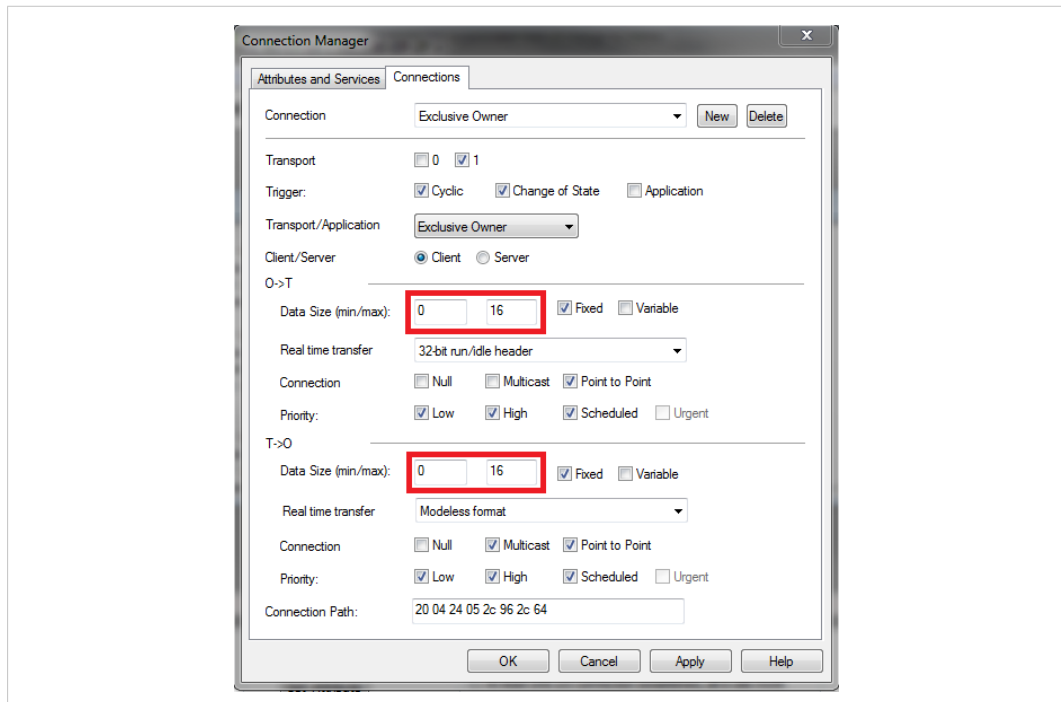 Connection Manager
x
Attributes and Services Connections
Connection Exclusive Owner New Delete
Transport 0 1
Trigger: Cyclic Change of State Application
Transport/Application Exclusive Owner
Client/Server Client Server
O->T
Data Size (min/max): 0 16 Fixed Variable
Real time transfer 32-bit run/idle header
Connection Null Multicast Point to Point
Priority: Low High Scheduled Urgent
T->O
Data Size (min/max): 0 16 Fixed Variable
Real time transfer Modeless format
Connection Null Multicast Point to Point
Priority: Low High Scheduled Urgent
Connection Path: 20 04 24 05 2c 96 2c 64
OK Cancel Apply Help